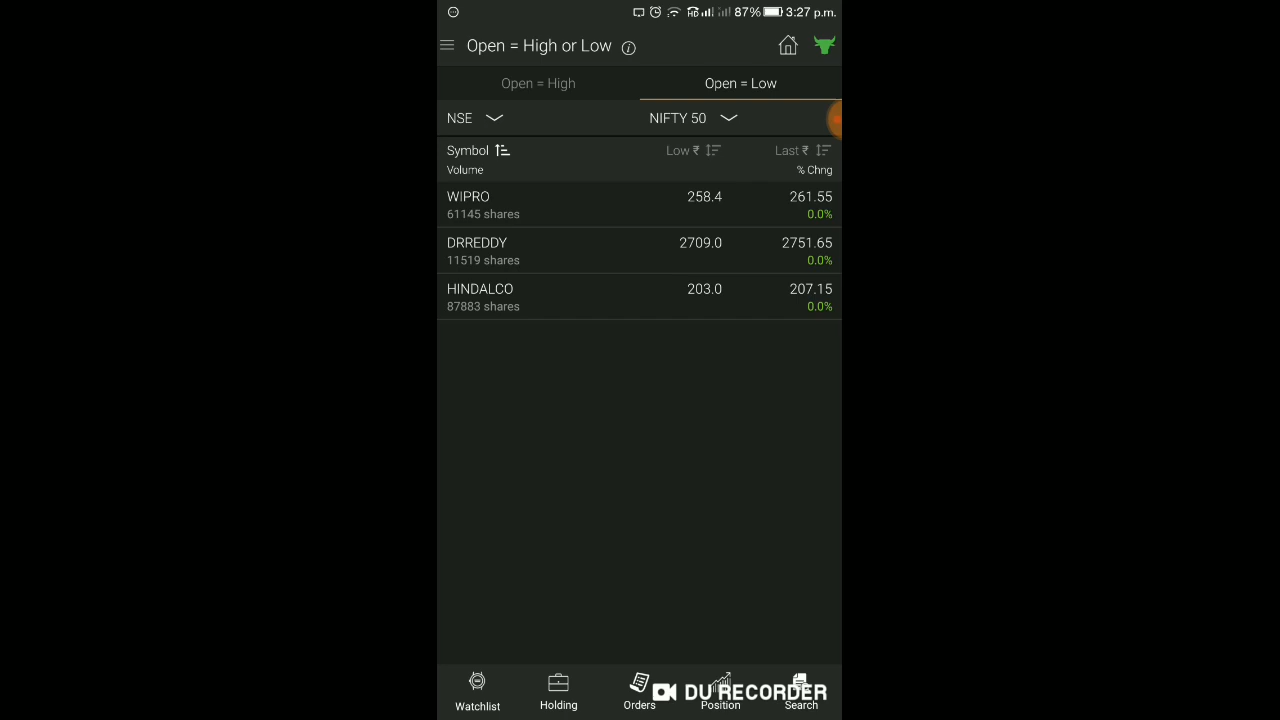 HD 87% 3:27 p.m.
Open = High or Low i
Open = High Open = Low
NSE NIFTY 50
Symbol Low ₹ Last ₹
Volume % Chng
WIPRO 258.4 261.55
61145 shares 0.0%
DRREDDY 2709.0 2751.65
11519 shares 0.0%
HINDALCO 203.0 207.15
87883 shares 0.0%
DU RECORDER
Watchlist Holding Orders Position Search